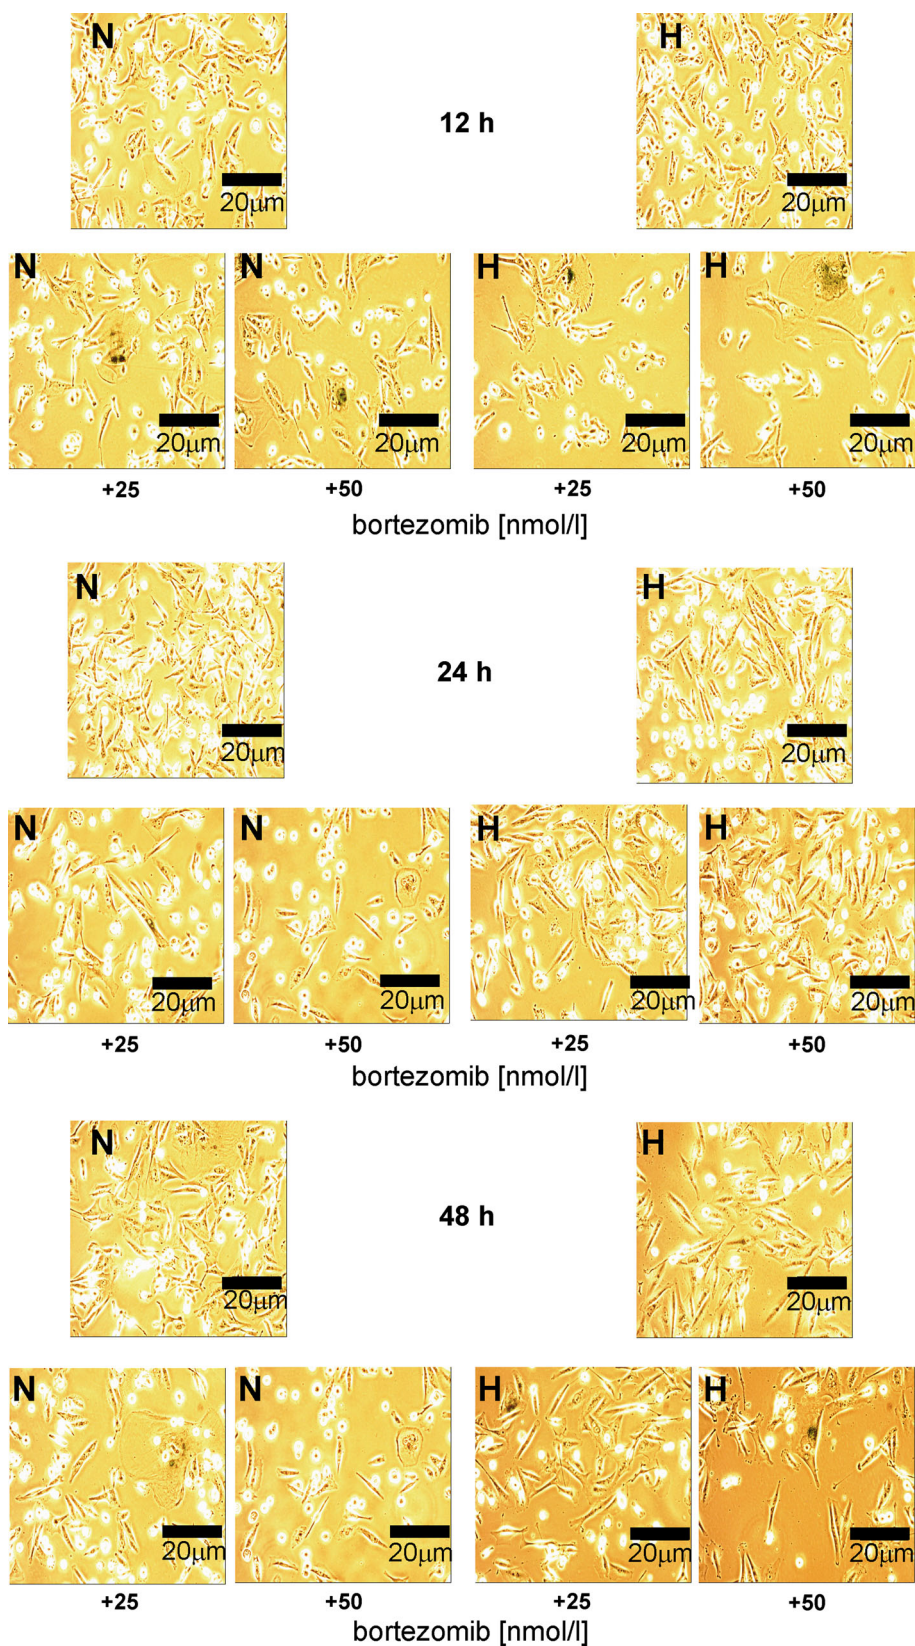 N H
12 h
20μm 20μm
N N H H
20μm 20μm 20μm 20μm
+25 +50 +25 +50
bortezomib [nmol/l]
N H
24 h
20μm 20μm
N N H H
20μm 20μm 20μm 20μm
+25 +50 +25 +50
bortezomib [nmol/l]
N H
48 h
20μm 20μm
N N H H
20μm 20μm 20μm 20μm
+25 +50 +25 +50
bortezomib [nmol/l]